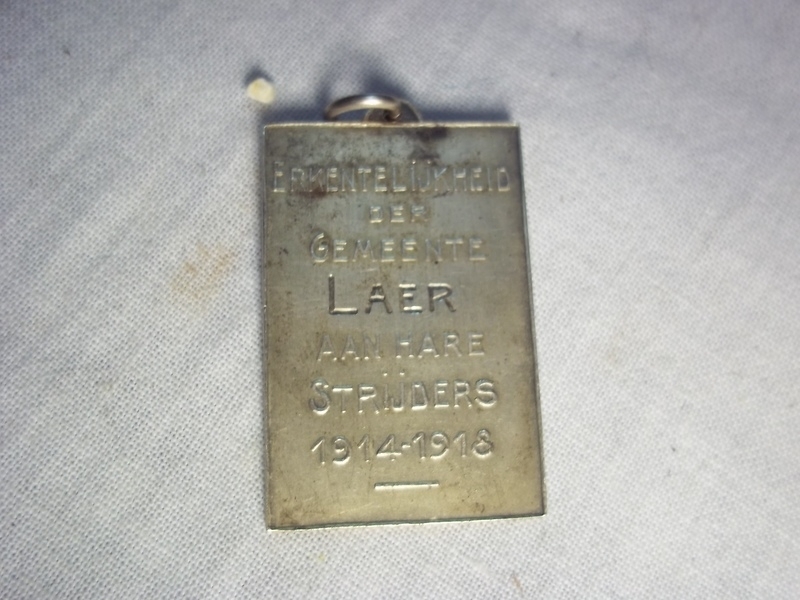 ERKENTELIJKHEID
DER
GEMEENTE
LAER
AAN HARE
STRIJDERS
1914-1918